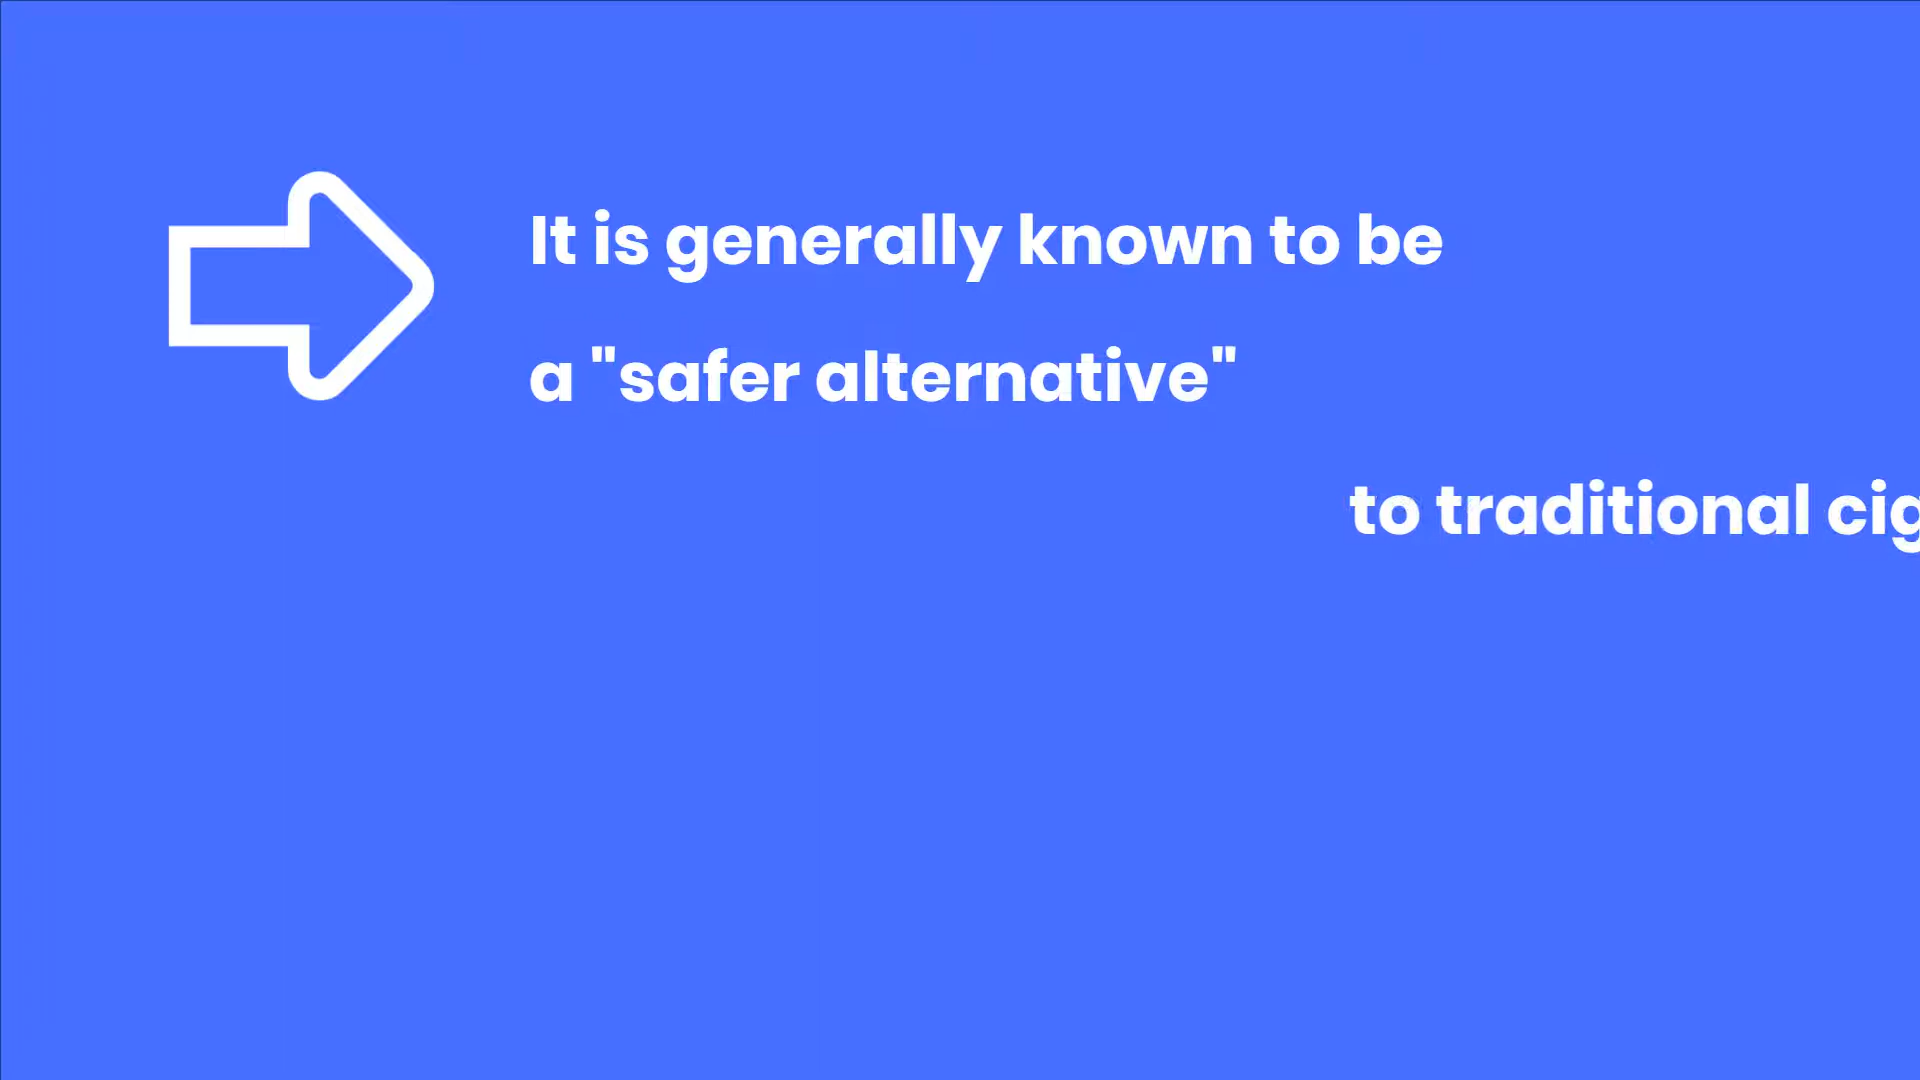 It is generally known to be
a "safer alternative"
to traditional